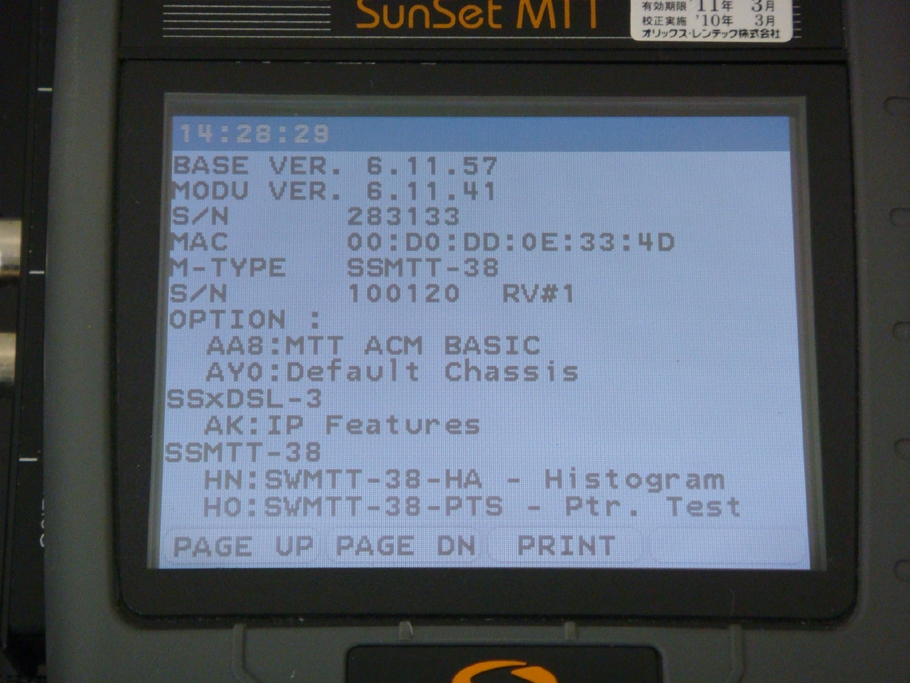 SunSet MTT
有効期限 '11年 3月
校正実施 '10年 3月
オリックス・レンテック株式会社
14:28:29
BASE VER. 6.11.57
MODU VER. 6.11.41
S/N 283133
MAC 00:D0:DD:0E:33:4D
M-TYPE SSMTT-38
S/N 100120 RV#1
OPTION :
AA8:MTT ACM BASIC
AY0:Default Chassis
SSxDSL-3
AK:IP Features
SSMTT-38
HN:SWMTT-38-HA - Histogram
HO:SWMTT-38-PTS - Ptr. Test
PAGE UP PAGE DN PRINT